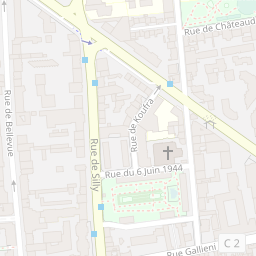 Rue de Châteaud
Rue de Bellevue
Rue de Silly
Rue de Koufra
Rue du 6 Juin 1944
C 2
Rue Gallieni